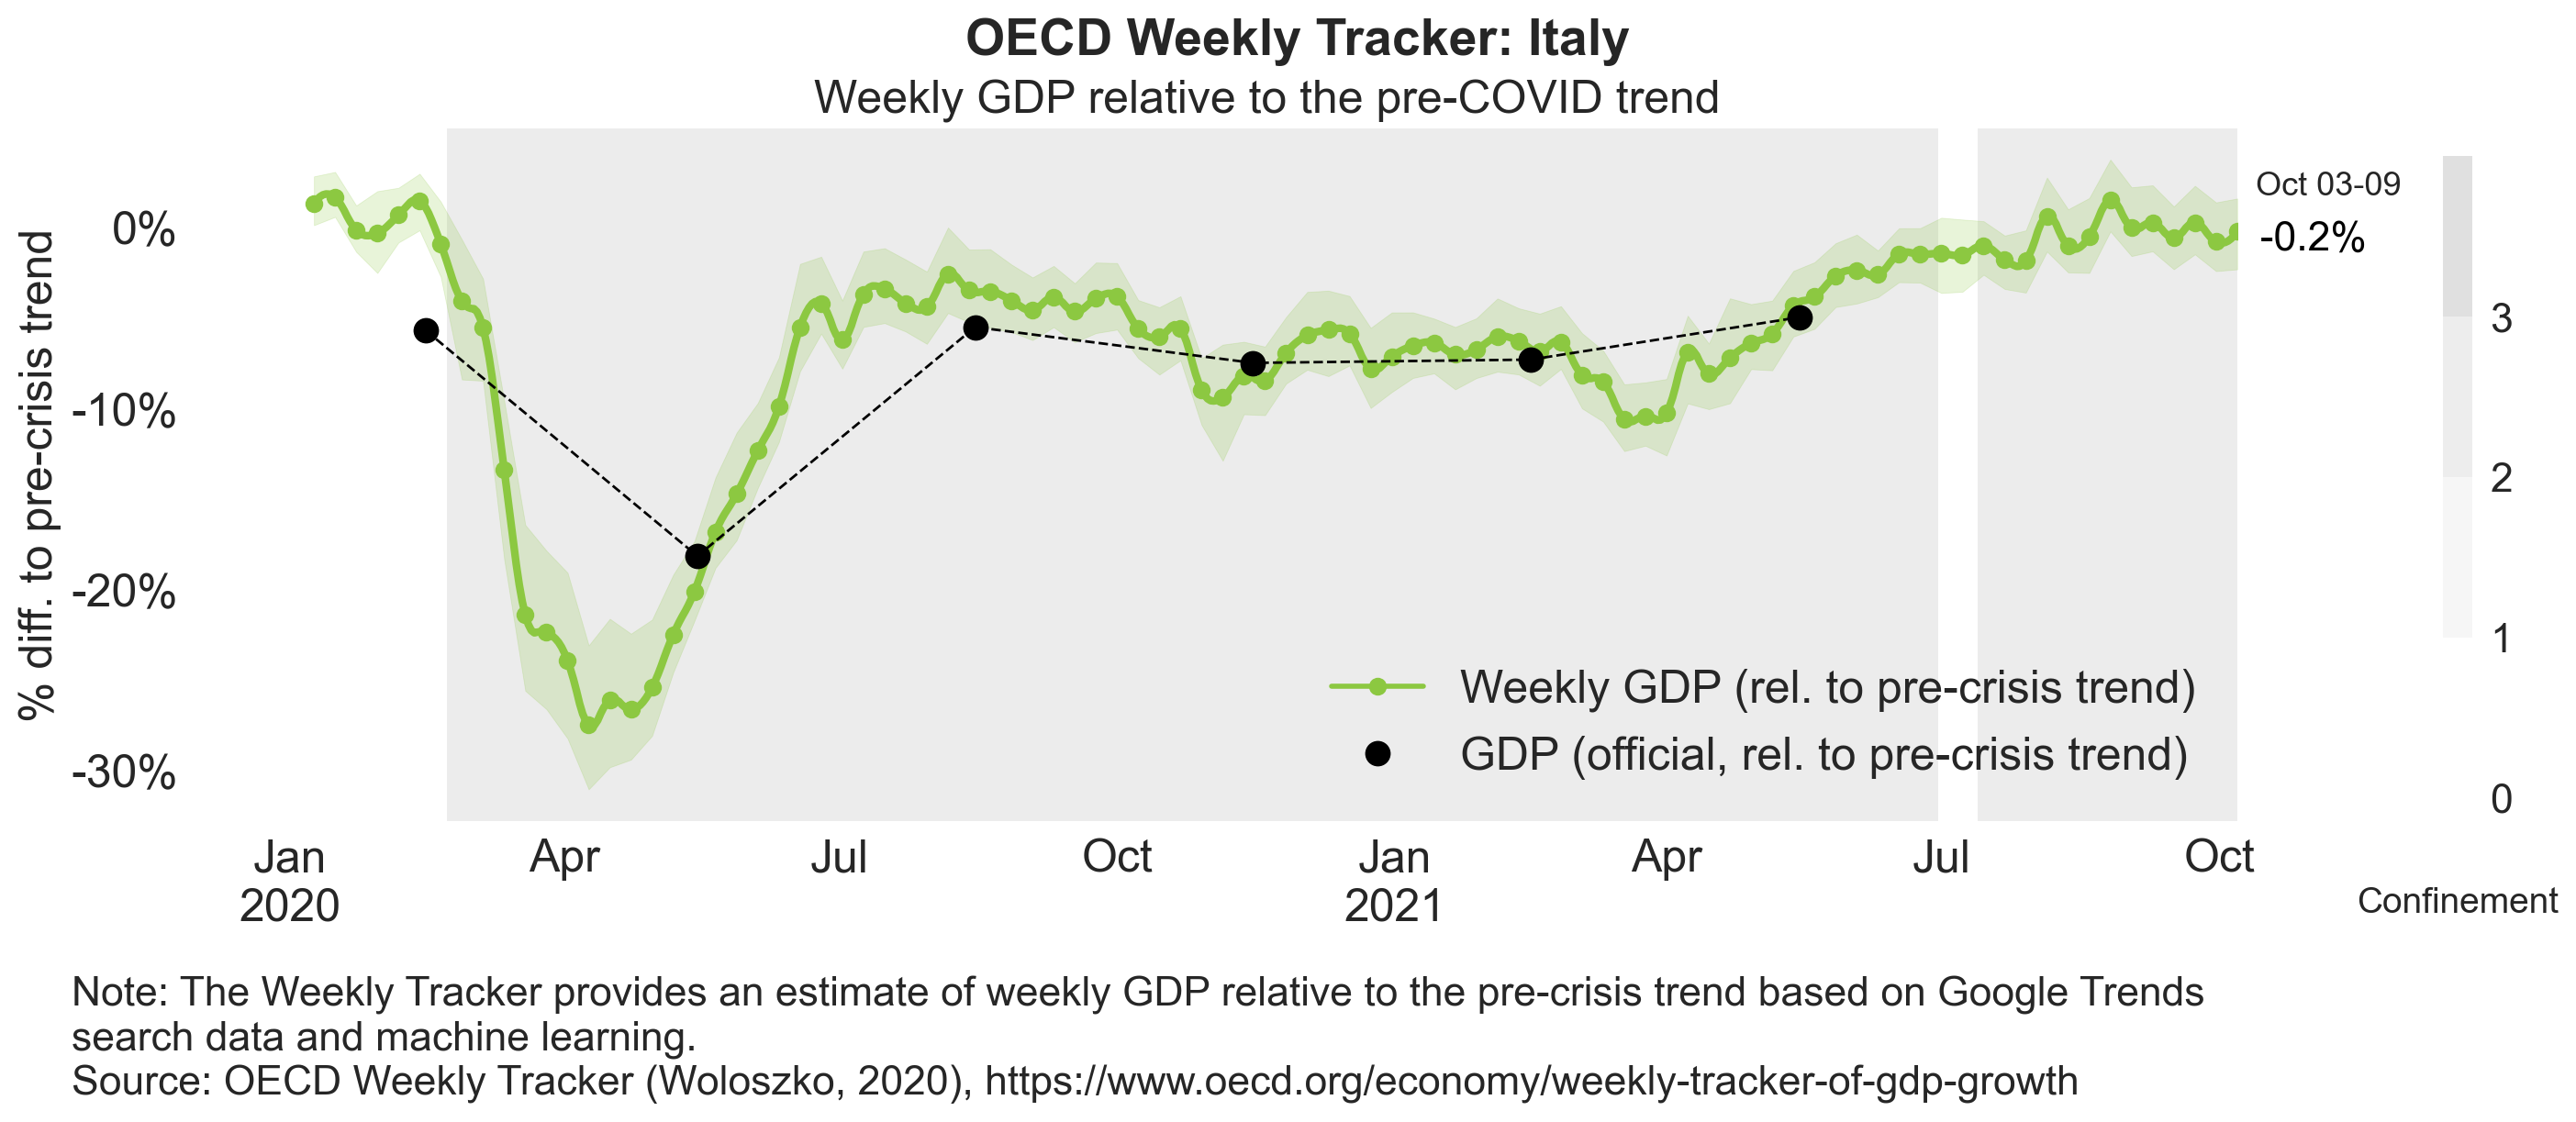 OECD Weekly Tracker: Italy
Weekly GDP relative to the pre-COVID trend
% diff. to pre-crisis trend
0%
-10%
-20%
-30%
Oct 03-09
-0.2%
3
2
1
0
Confinement
Weekly GDP (rel. to pre-crisis trend)
GDP (official, rel. to pre-crisis trend)
Jan Apr Jul Oct Jan Apr Jul Oct
2020 2021
Note: The Weekly Tracker provides an estimate of weekly GDP relative to the pre-crisis trend based on Google Trends
search data and machine learning.
Source: OECD Weekly Tracker (Woloszko, 2020), https://www.oecd.org/economy/weekly-tracker-of-gdp-growth